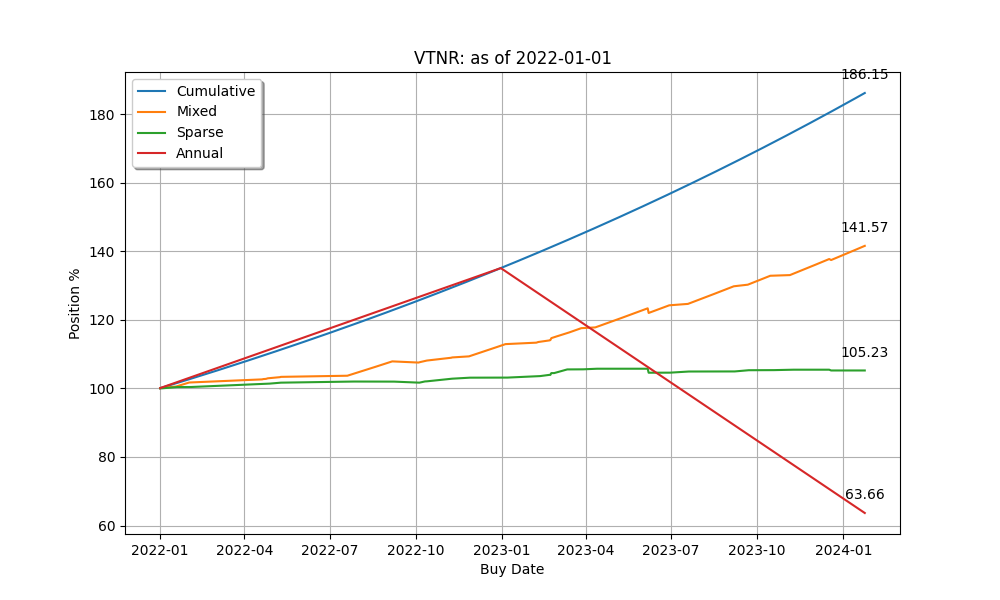 VTNR: as of 2022-01-01
186.15
Cumulative
Mixed
Sparse
Annual
180
160
141.57
140
120
105.23
100
80
63.66
60
Position %
2022-01 2022-04 2022-07 2022-10 2023-01 2023-04 2023-07 2023-10 2024-01
Buy Date